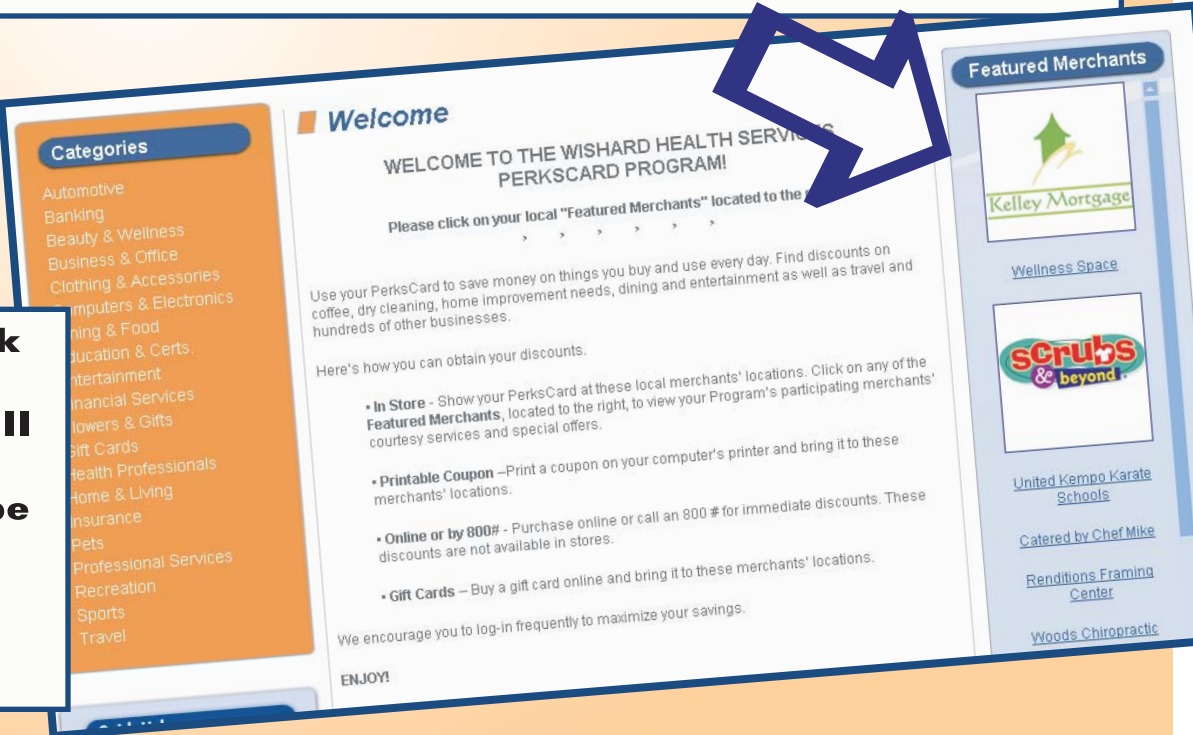 Categories
Automotive
Banking
Beauty & Wellness
Business & Office
Clothing & Accessories
Computers & Electronics
Dining & Food
Education & Certs.
Entertainment
Financial Services
Flowers & Gifts
Gift Cards
Health Professionals
Home & Living
Insurance
Pets
Professional Services
Recreation
Sports
Travel
Welcome
WELCOME TO THE WISHARD HEALTH SERVICES
PERKSCARD PROGRAM!
Please click on your local "Featured Merchants" located to the
› › › › › ›
Use your PerksCard to save money on things you buy and use every day. Find discounts on
coffee, dry cleaning, home improvement needs, dining and entertainment as well as travel and
hundreds of other businesses.
Here's how you can obtain your discounts.
• In Store - Show your PerksCard at these local merchants' locations. Click on any of the
Featured Merchants, located to the right, to view your Program's participating merchants'
courtesy services and special offers.
• Printable Coupon –Print a coupon on your computer's printer and bring it to these
merchants' locations.
• Online or by 800# - Purchase online or call an 800 # for immediate discounts. These
discounts are not available in stores.
• Gift Cards – Buy a gift card online and bring it to these merchants' locations.
We encourage you to log-in frequently to maximize your savings.
ENJOY!
Featured Merchants
Kelley Mortgage
Wellness Space
scrubs
& beyond
United Kempo Karate
Schools
Catered by Chef Mike
Renditions Framing
Center
Woods Chiropractic